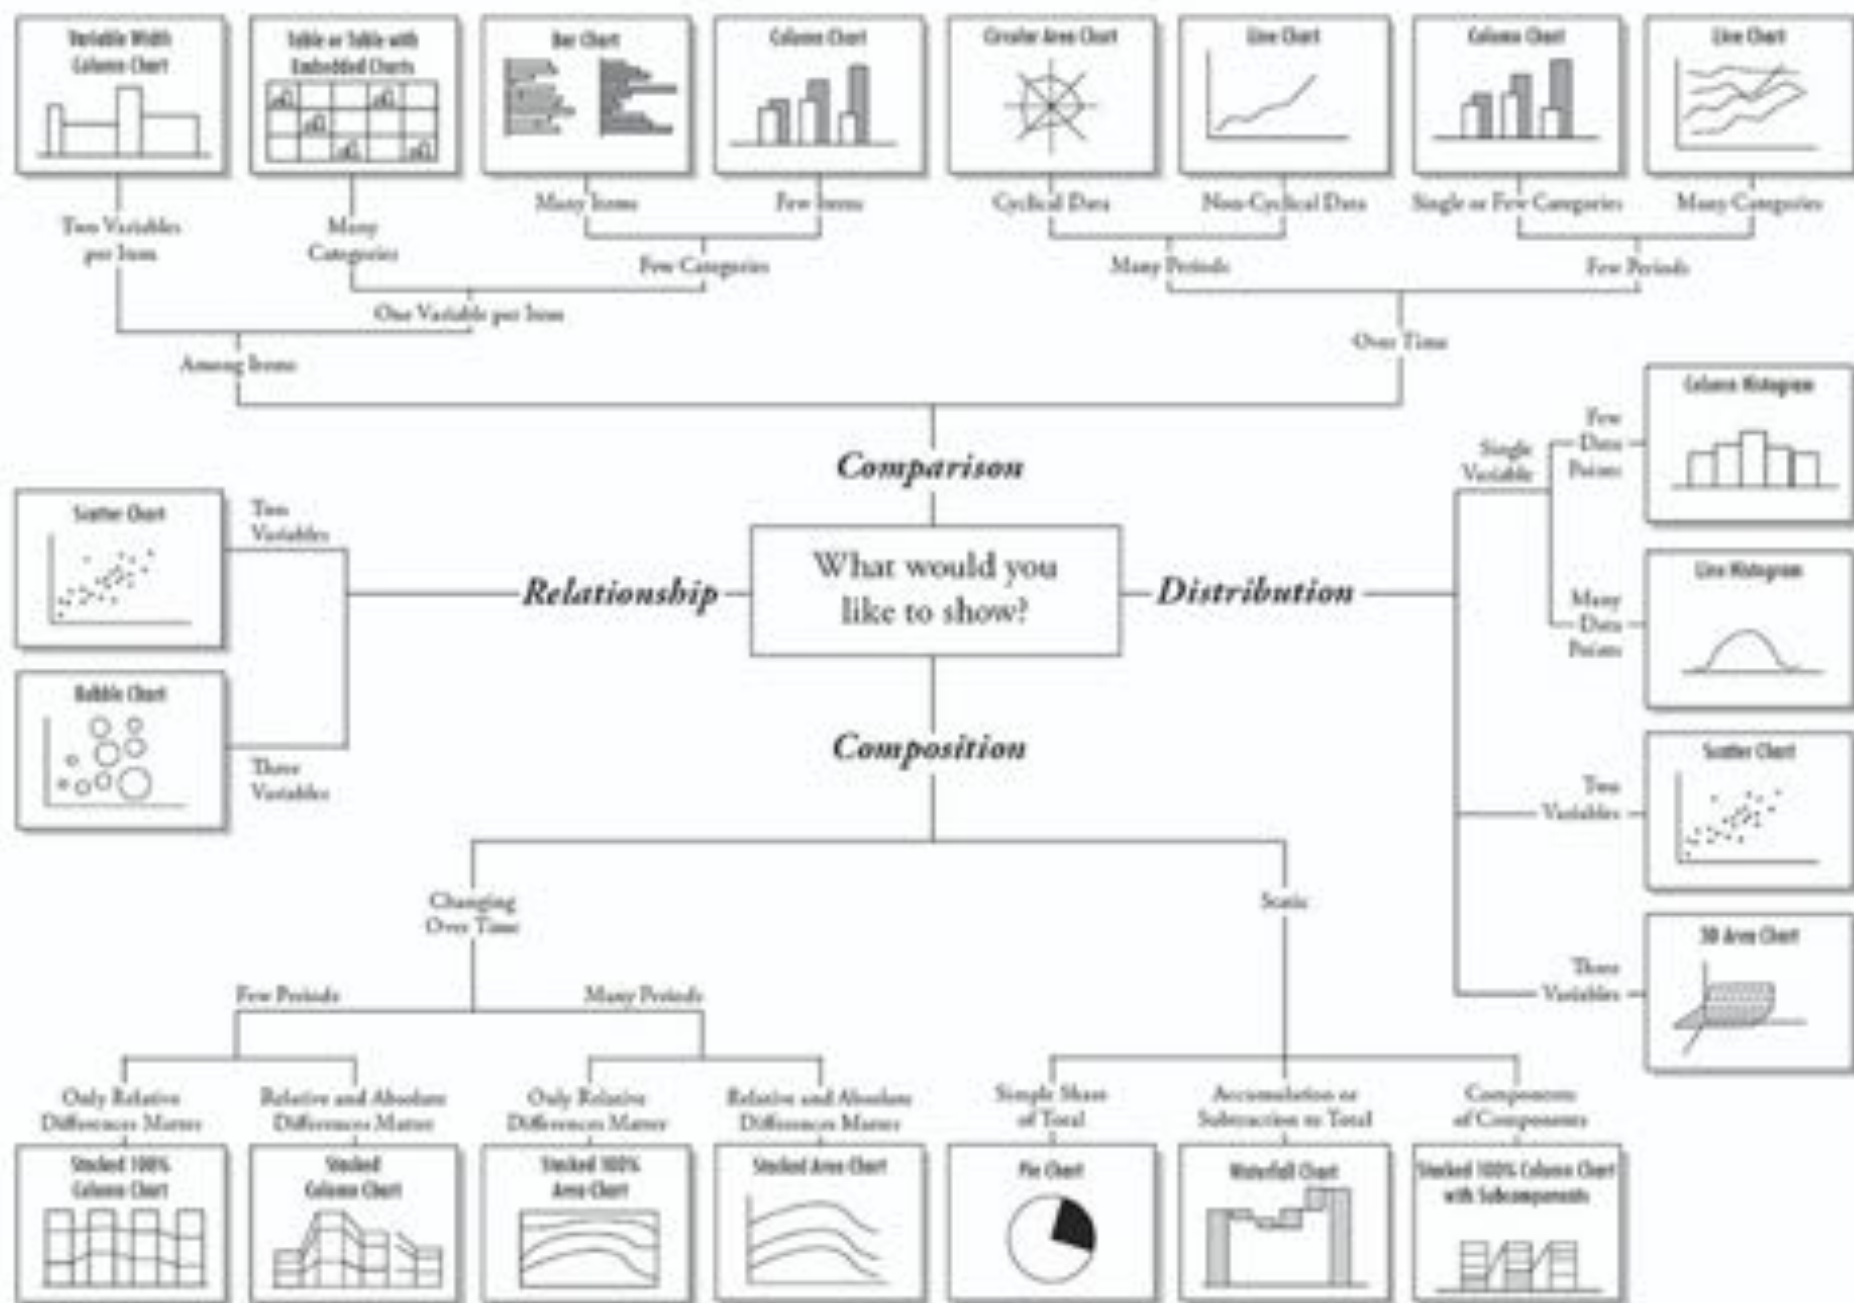 Variable Width
Column Chart
Table or Table with
Embedded Charts
Bar Chart
Column Chart
Circular Area Chart
Line Chart
Column Chart
Line Chart
Two Variables
per Item
Many
Categories
Many Items
Few Items
Cyclical Data
Non-Cyclical Data
Single or Few Categories
Many Categories
Few Categories
Many Periods
Few Periods
One Variable per Item
Among Items
Over Time
Comparison
What would you
like to show?
Relationship
Two
Variables
Scatter Chart
Bubble Chart
Three
Variables
Distribution
Single
Variable
Few
Data
Points
Column Histogram
Many
Data
Points
Line Histogram
Two
Variables
Scatter Chart
Three
Variables
3D Area Chart
Composition
Changing
Over Time
Static
Few Periods
Many Periods
Only Relative
Differences Matter
Relative and Absolute
Differences Matter
Only Relative
Differences Matter
Relative and Absolute
Differences Matter
Simple Share
of Total
Accumulation or
Subtraction to Total
Components
of Components
Stacked 100%
Column Chart
Stacked
Column Chart
Stacked 100%
Area Chart
Stacked Area Chart
Pie Chart
Waterfall Chart
Stacked 100% Column Chart
with Subcomponents